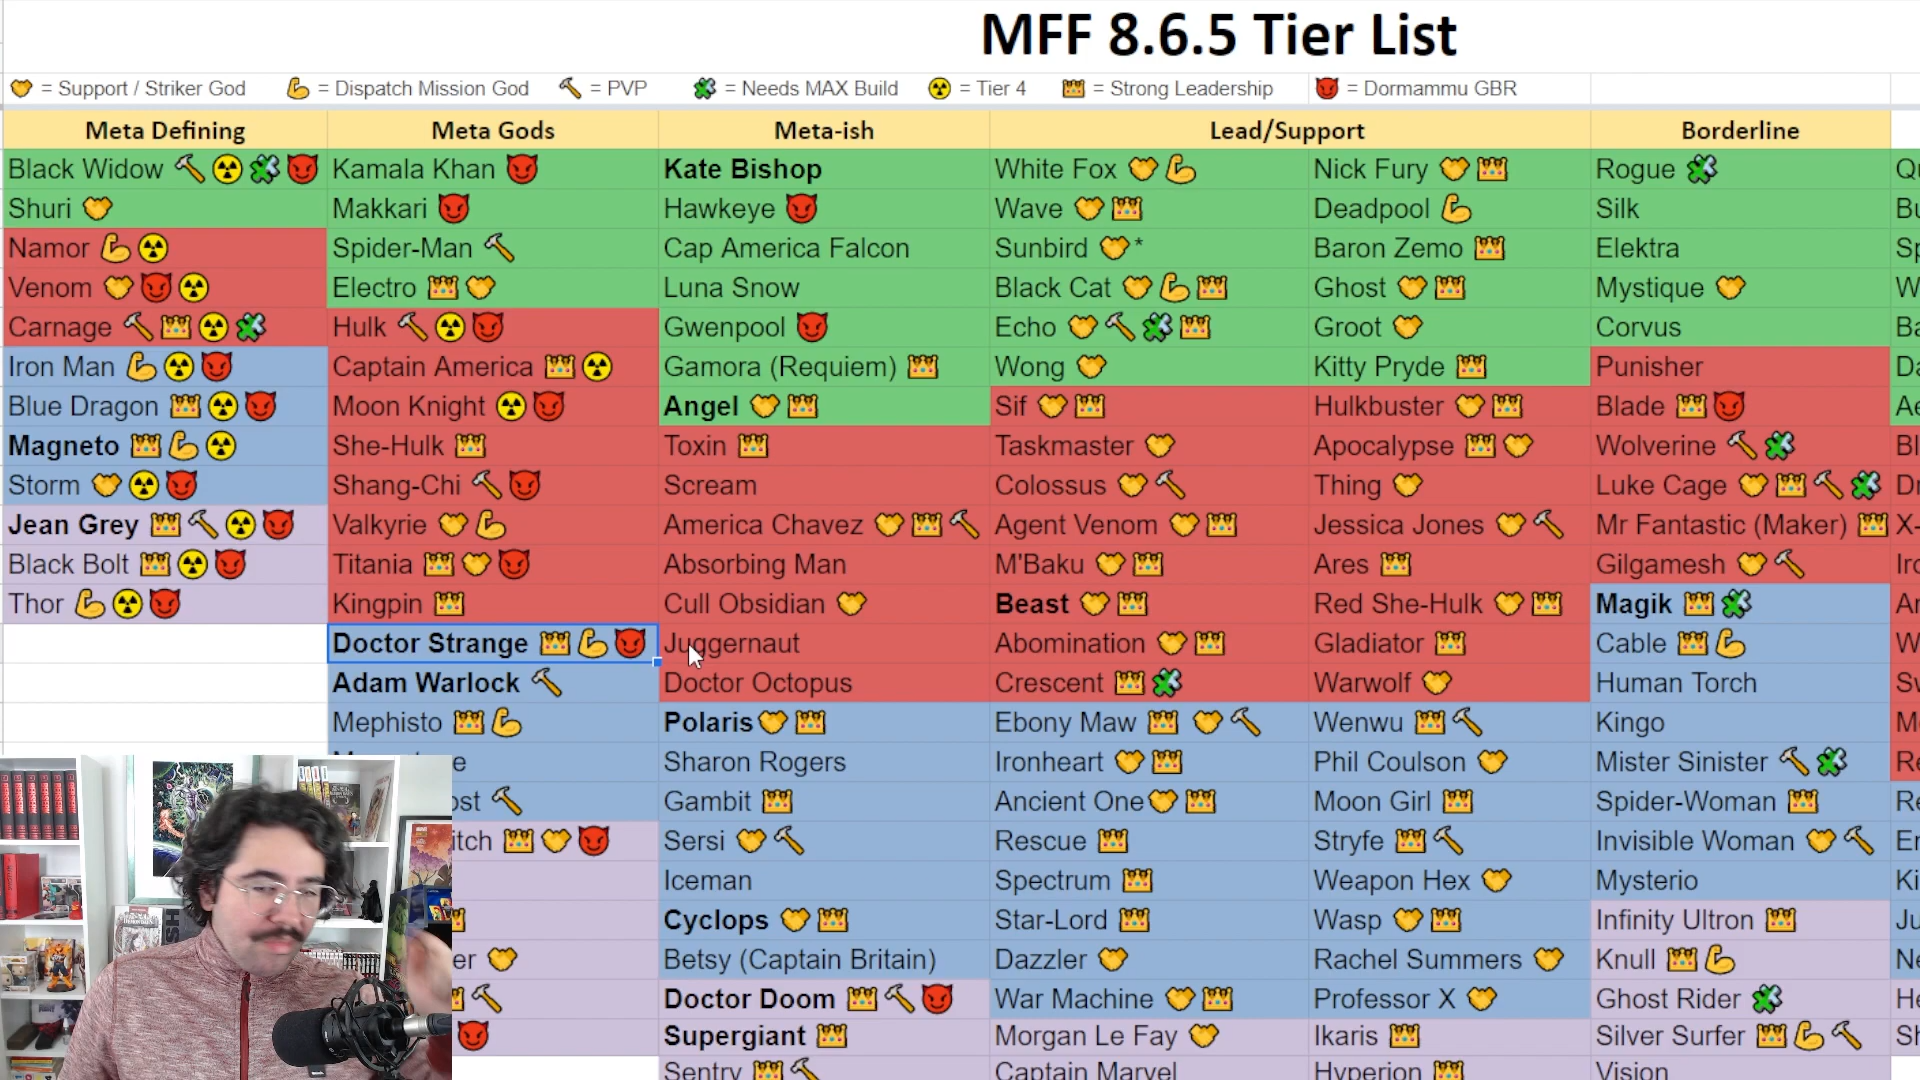 MFF 8.6.5 Tier List
= Support / Striker God = Dispatch Mission God = PVP = Needs MAX Build = Tier 4 = Strong Leadership = Dormammu GBR
Meta Defining Meta Gods Meta-ish Lead/Support Borderline
Black Widow Kamala Khan Kate Bishop White Fox Nick Fury Rogue
Shuri Makkari Hawkeye Wave Deadpool Silk
Namor Spider-Man Cap America Falcon Sunbird * Baron Zemo Elektra
Venom Electro Luna Snow Black Cat Ghost Mystique
Carnage Hulk Gwenpool Echo Groot Corvus
Iron Man Captain America Gamora (Requiem) Wong Kitty Pryde Punisher
Blue Dragon Moon Knight Angel Sif Hulkbuster Blade
Magneto She-Hulk Toxin Taskmaster Apocalypse Wolverine
Storm Shang-Chi Scream Colossus Thing Luke Cage
Jean Grey Valkyrie America Chavez Agent Venom Jessica Jones Mr Fantastic (Maker)
Black Bolt Titania Absorbing Man M'Baku Ares Gilgamesh
Thor Kingpin Cull Obsidian Beast Red She-Hulk Magik
Doctor Strange Juggernaut Abomination Gladiator Cable
Adam Warlock Doctor Octopus Crescent Warwolf Human Torch
Mephisto Polaris Ebony Maw Wenwu Kingo
Sharon Rogers Ironheart Phil Coulson Mister Sinister
Gambit Ancient One Moon Girl Spider-Woman
Sersi Rescue Stryfe Invisible Woman
Iceman Spectrum Weapon Hex Mysterio
Cyclops Star-Lord Wasp Infinity Ultron
Betsy (Captain Britain) Dazzler Rachel Summers Knull
Doctor Doom War Machine Professor X Ghost Rider
Supergiant Morgan Le Fay Ikaris Silver Surfer
Sentry Captain Marvel Hyperion Vision